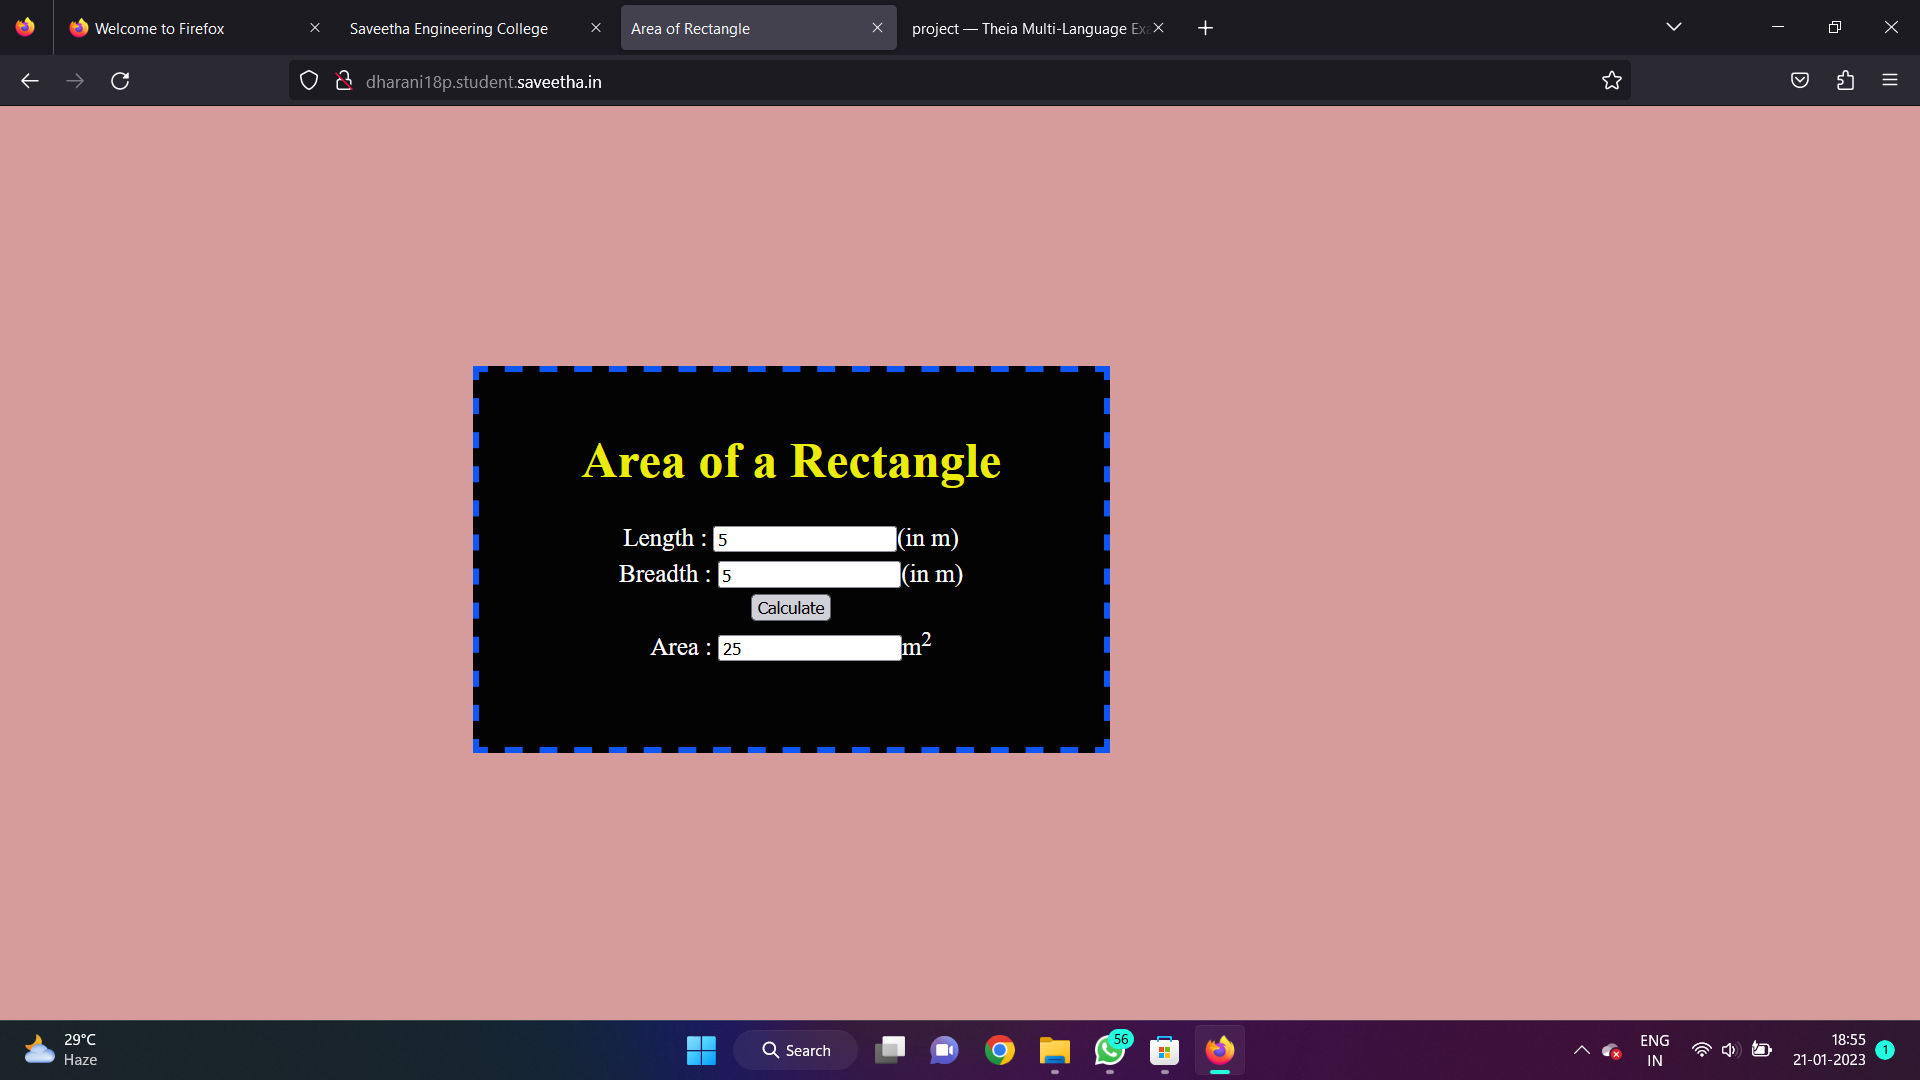 Welcome to Firefox
Saveetha Engineering College
Area of Rectangle
project — Theia Multi-Language Ex
dharani18p.student.saveetha.in
Area of a Rectangle
Length : 5 (in m)
Breadth : 5 (in m)
Calculate
Area : 25 m²
29°C
Haze
Search
56
ENG
IN
18:55
21-01-2023
1